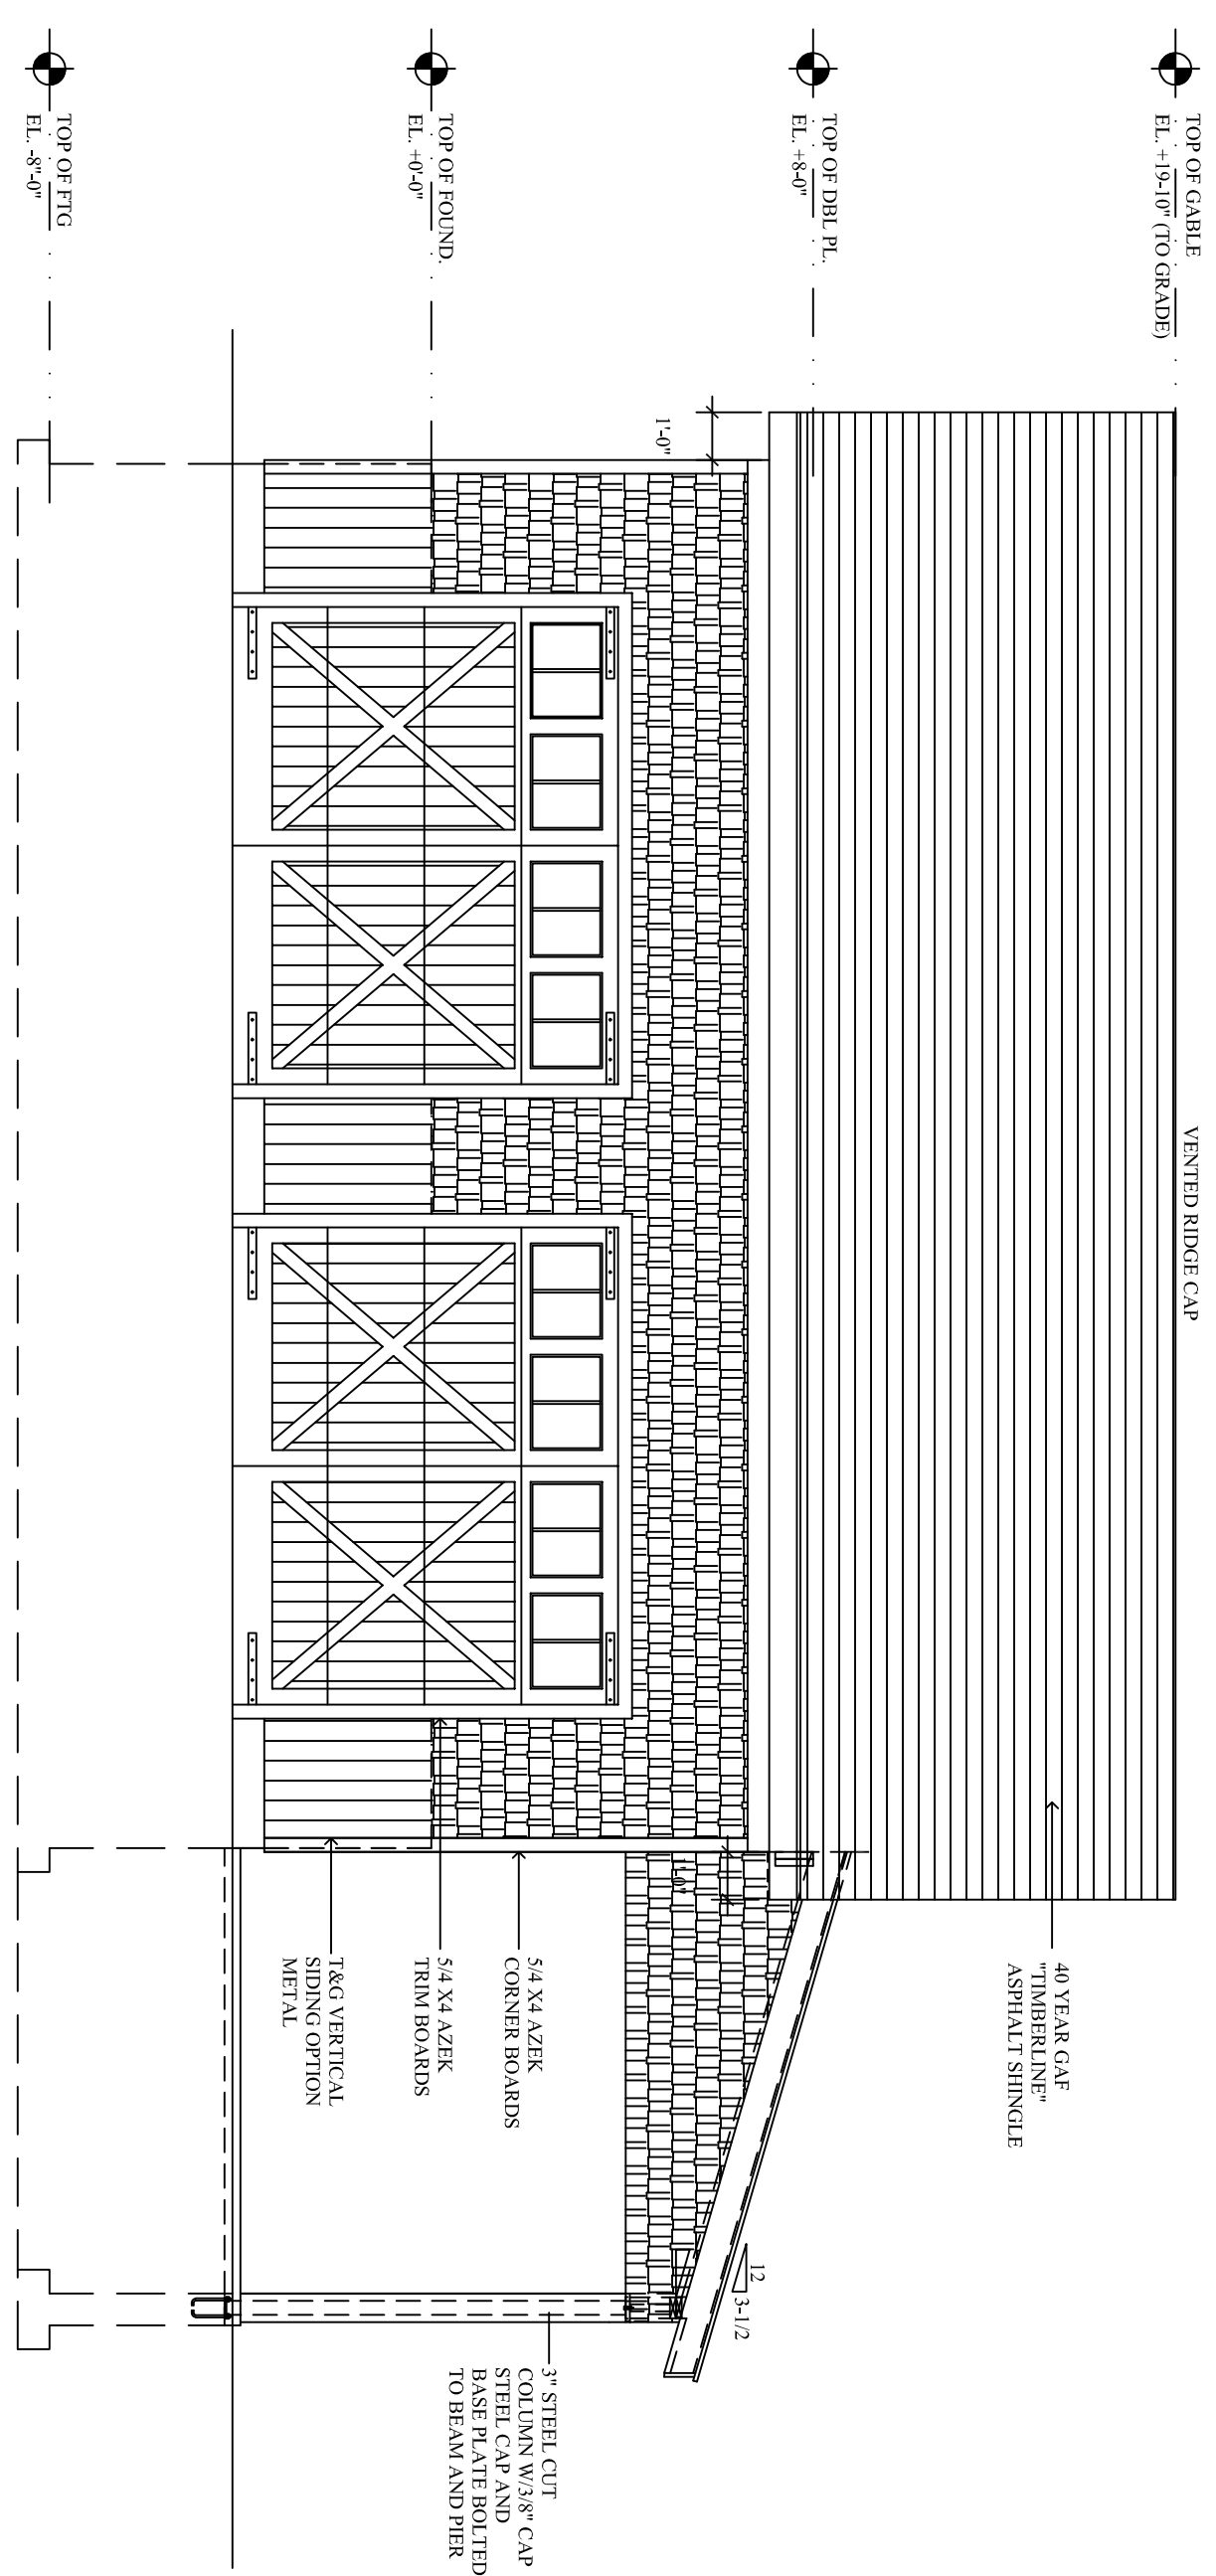 TOP OF GABLE
EL. +19-10" (TO GRADE)
VENTED RIDGE CAP
40 YEAR GAF
"TIMBERLINE"
ASPHALT SHINGLE
TOP OF DBL PL.
EL. +8-0"
12
3-1/2
1'-0"
1'-0"
5/4 X4 AZEK
CORNER BOARDS
3" STEEL CUT
COLUMN W/3/8" CAP
STEEL CAP AND
BASE PLATE BOLTED
TO BEAM AND PIER
TOP OF FOUND.
EL. +0'-0"
5/4 X4 AZEK
TRIM BOARDS
T&G VERTICAL
SIDING OPTION
METAL
TOP OF FTG
EL. -8"-0"